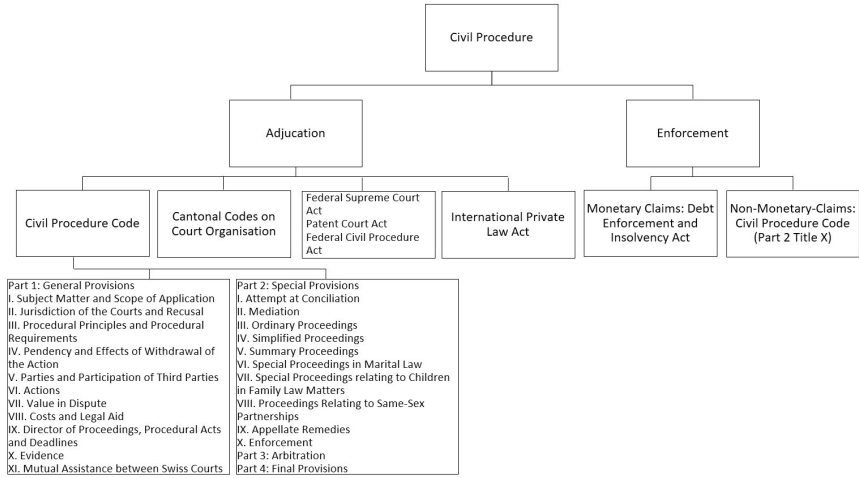 Civil Procedure
Adjucation
Enforcement
Civil Procedure Code
Cantonal Codes on
Court Organisation
Federal Supreme Court
Act
Patent Court Act
Federal Civil Procedure
Act
International Private
Law Act
Monetary Claims: Debt
Enforcement and
Insolvency Act
Non-Monetary-Claims:
Civil Procedure Code
(Part 2 Title X)
Part 1: General Provisions
I. Subject Matter and Scope of Application
II. Jurisdiction of the Courts and Recusal
III. Procedural Principles and Procedural
Requirements
IV. Pendency and Effects of Withdrawal of
the Action
V. Parties and Participation of Third Parties
VI. Actions
VII. Value in Dispute
VIII. Costs and Legal Aid
IX. Director of Proceedings, Procedural Acts
and Deadlines
X. Evidence
XI. Mutual Assistance between Swiss Courts
Part 2: Special Provisions
I. Attempt at Conciliation
II. Mediation
III. Ordinary Proceedings
IV. Simplified Proceedings
V. Summary Proceedings
VI. Special Proceedings in Marital Law
VII. Special Proceedings relating to Children
in Family Law Matters
VIII. Proceedings Relating to Same-Sex
Partnerships
IX. Appellate Remedies
X. Enforcement
Part 3: Arbitration
Part 4: Final Provisions